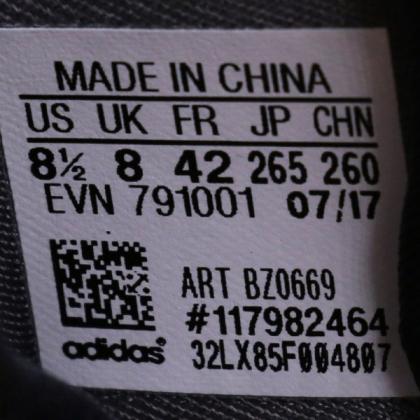 MADE IN CHINA
US UK FR JP CHN
8½ 8 42 265 260
EVN 791001 07/17
ART BZ0669
#117982464
adidas® 32LX85F004807